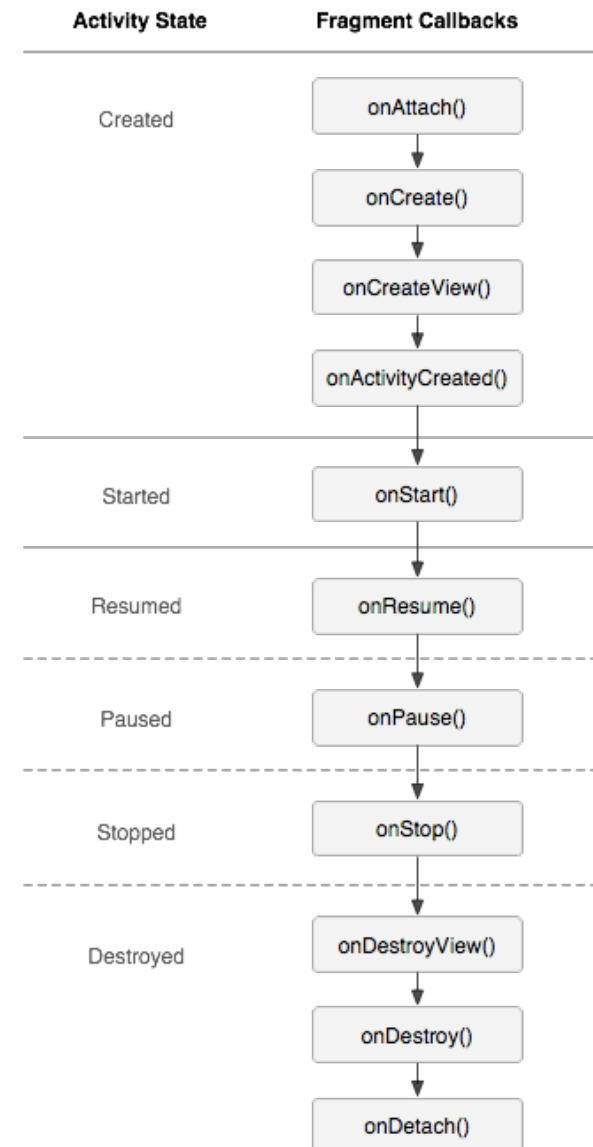 Activity State Fragment Callbacks
Created
onAttach()
onCreate()
onCreateView()
onActivityCreated()
Started onStart()
Resumed onResume()
Paused onPause()
Stopped onStop()
Destroyed
onDestroyView()
onDestroy()
onDetach()